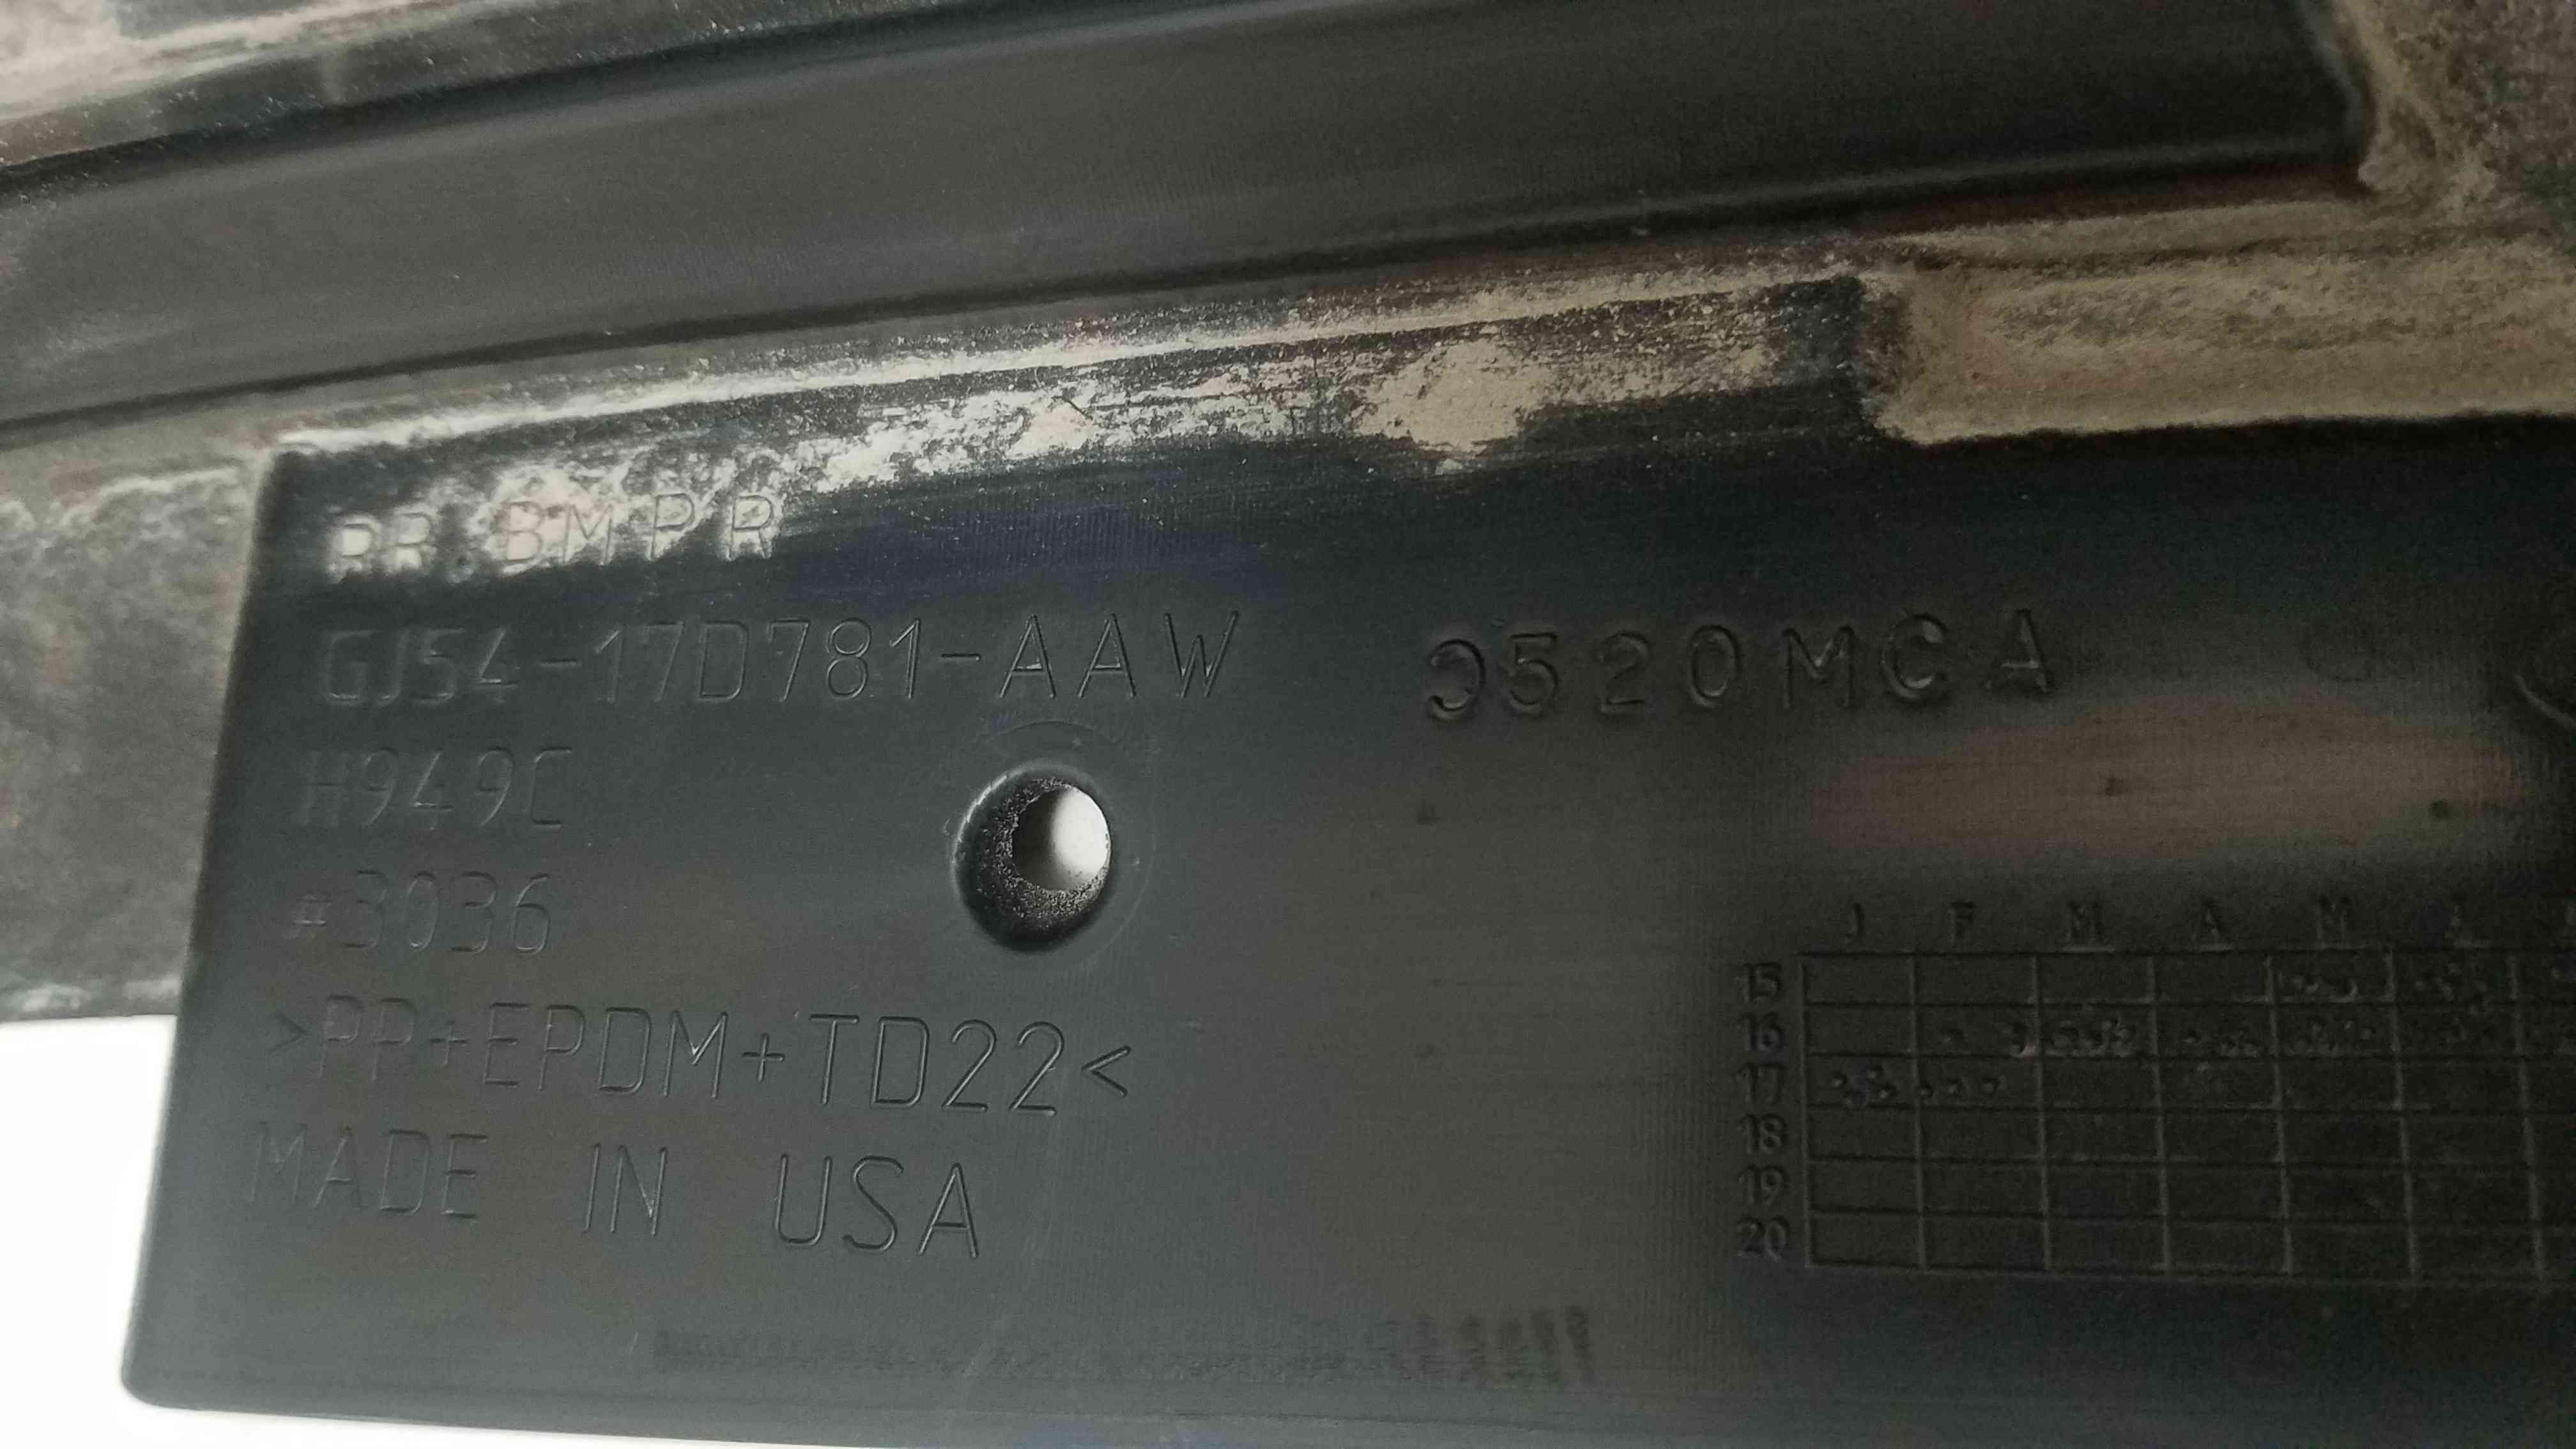 RR.BMPR
GJ54-17D781-AAW
H949C
#3036
>PP+EPDM+TD22<
MADE IN USA
Ɔ520MCA
J F M A M
15
16
17
18
19
20